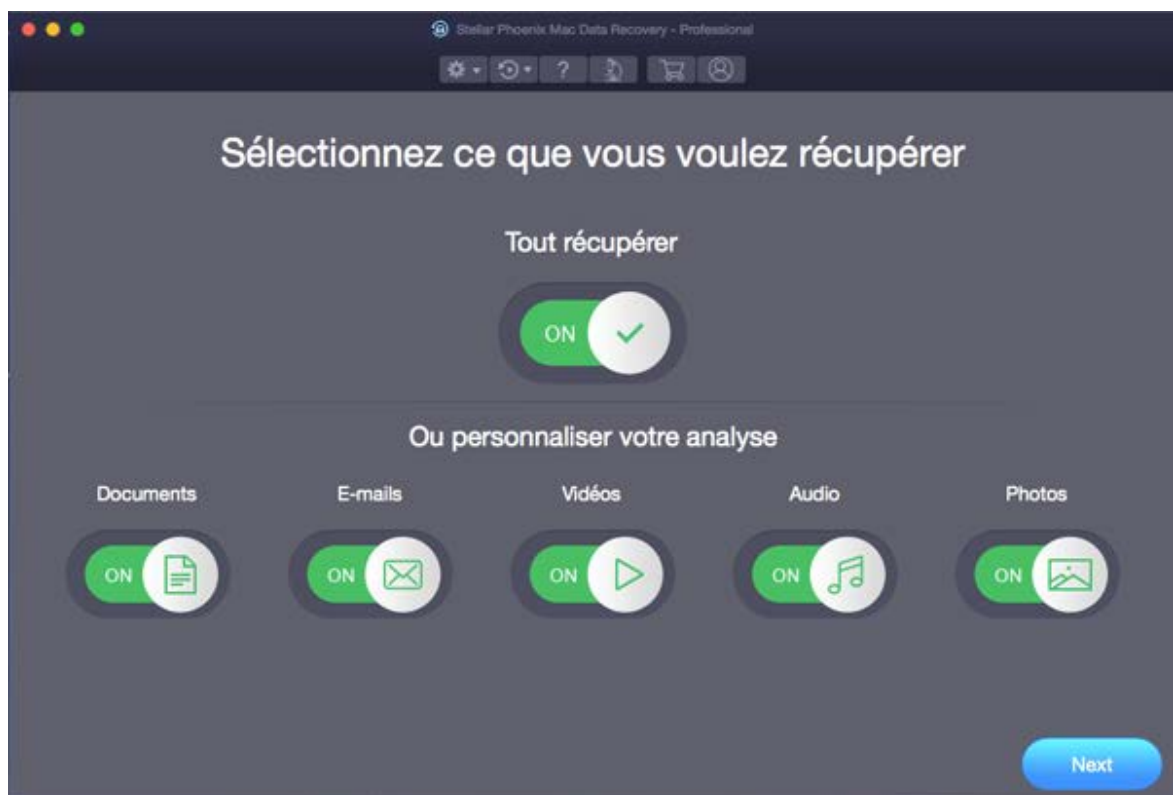 Stellar Phoenix Mac Data Recovery - Professional
?
Sélectionnez ce que vous voulez récupérer
Tout récupérer
ON
Ou personnaliser votre analyse
Documents E-mails Vidéos Audio Photos
ON ON ON ON ON
Next